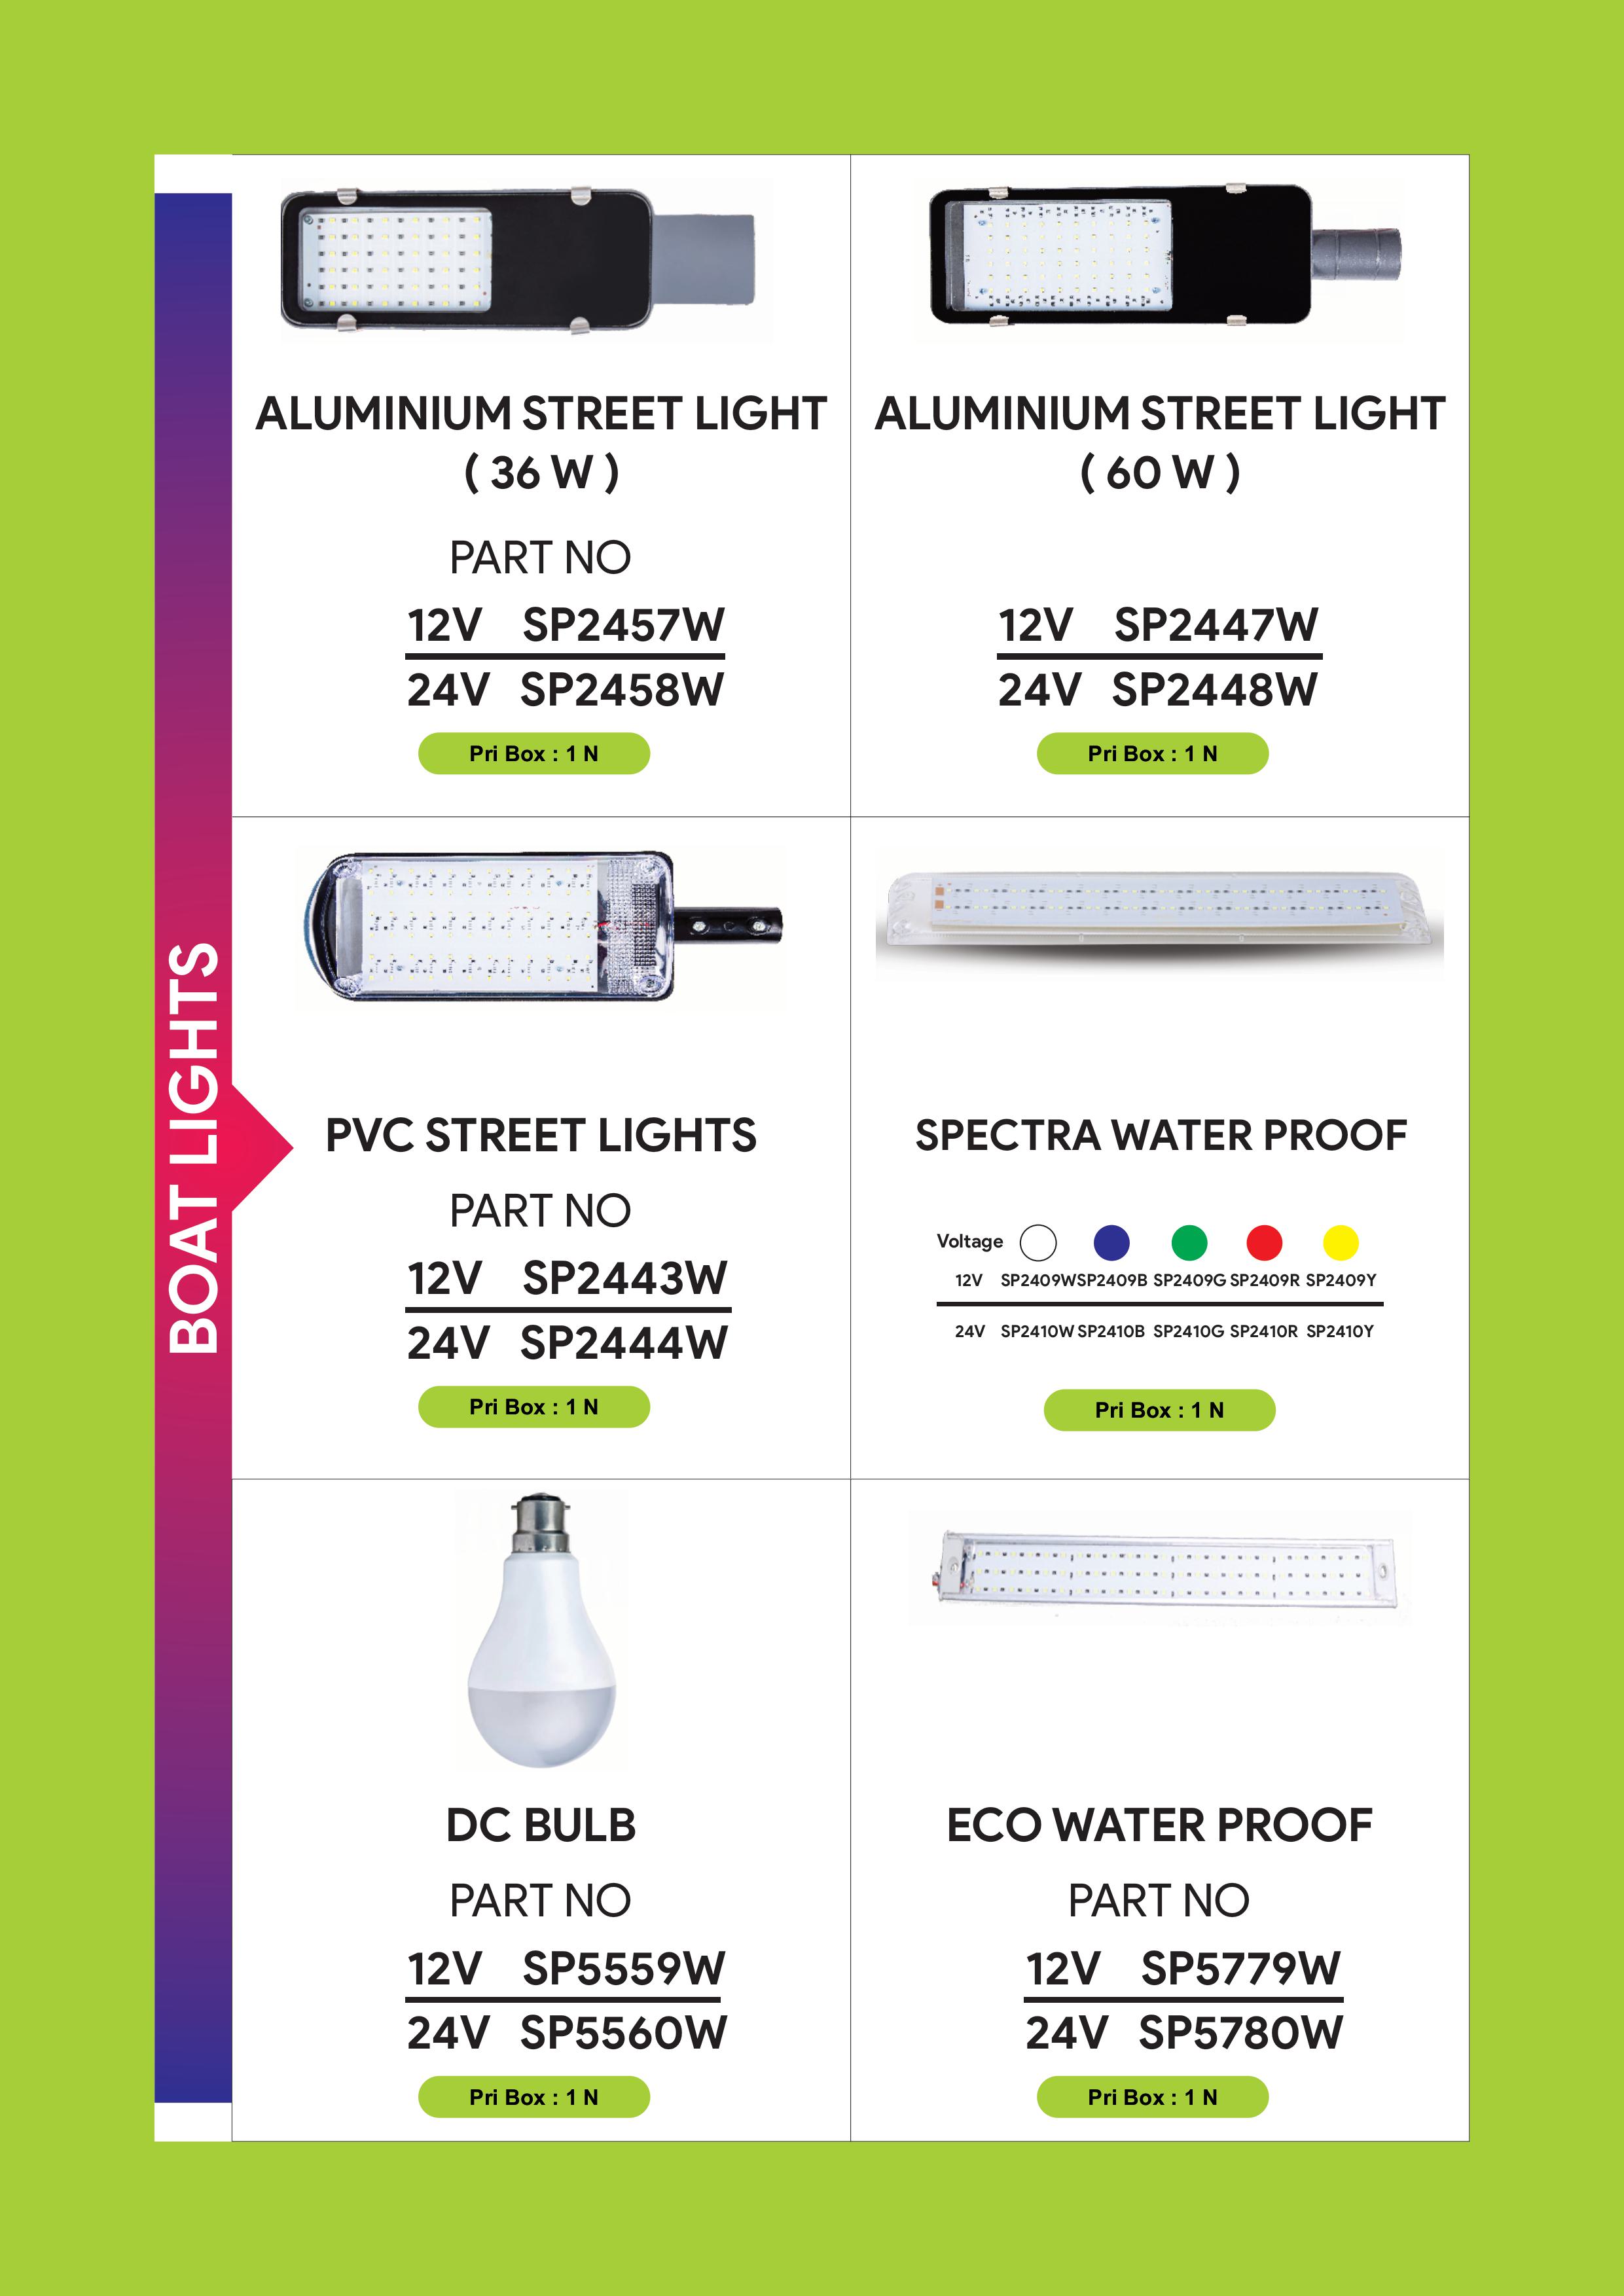 BOAT LIGHTS
ALUMINIUM STREET LIGHT
( 36 W )
PART NO
12V SP2457W
24V SP2458W
Pri Box : 1 N
ALUMINIUM STREET LIGHT
( 60 W )
12V SP2447W
24V SP2448W
Pri Box : 1 N
PVC STREET LIGHTS
PART NO
12V SP2443W
24V SP2444W
Pri Box : 1 N
SPECTRA WATER PROOF
Voltage
12V SP2409W SP2409B SP2409G SP2409R SP2409Y
24V SP2410W SP2410B SP2410G SP2410R SP2410Y
Pri Box : 1 N
DC BULB
PART NO
12V SP5559W
24V SP5560W
Pri Box : 1 N
ECO WATER PROOF
PART NO
12V SP5779W
24V SP5780W
Pri Box : 1 N